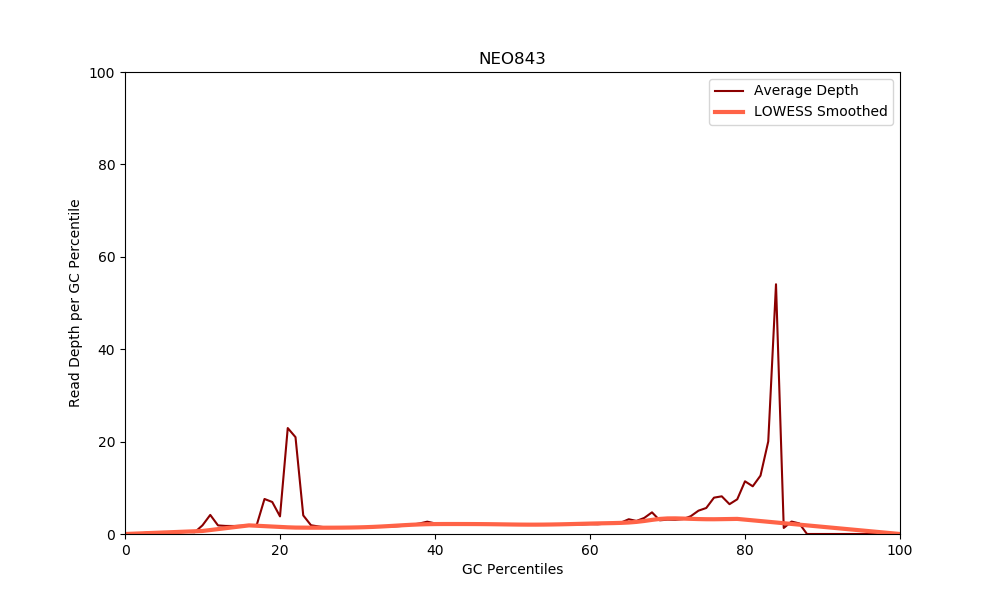 NEO843
Average Depth
LOWESS Smoothed
Read Depth per GC Percentile
100
80
60
40
20
0
0 20 40 60 80 100
GC Percentiles